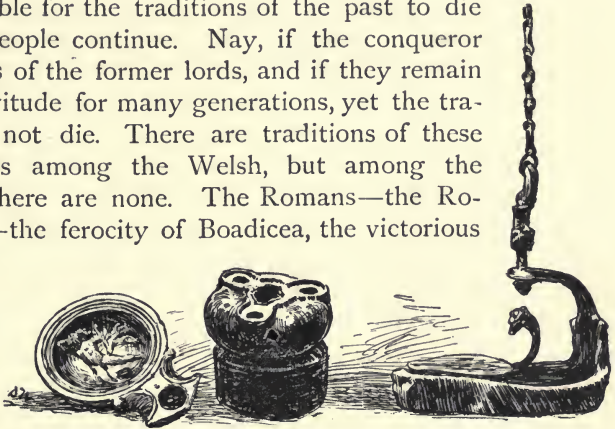 ble for the traditions of the past to die
eople continue. Nay, if the conqueror
s of the former lords, and if they remain
itude for many generations, yet the tra-
not die. There are traditions of these
s among the Welsh, but among the
here are none. The Romans—the Ro-
-the ferocity of Boadicea, the victorious